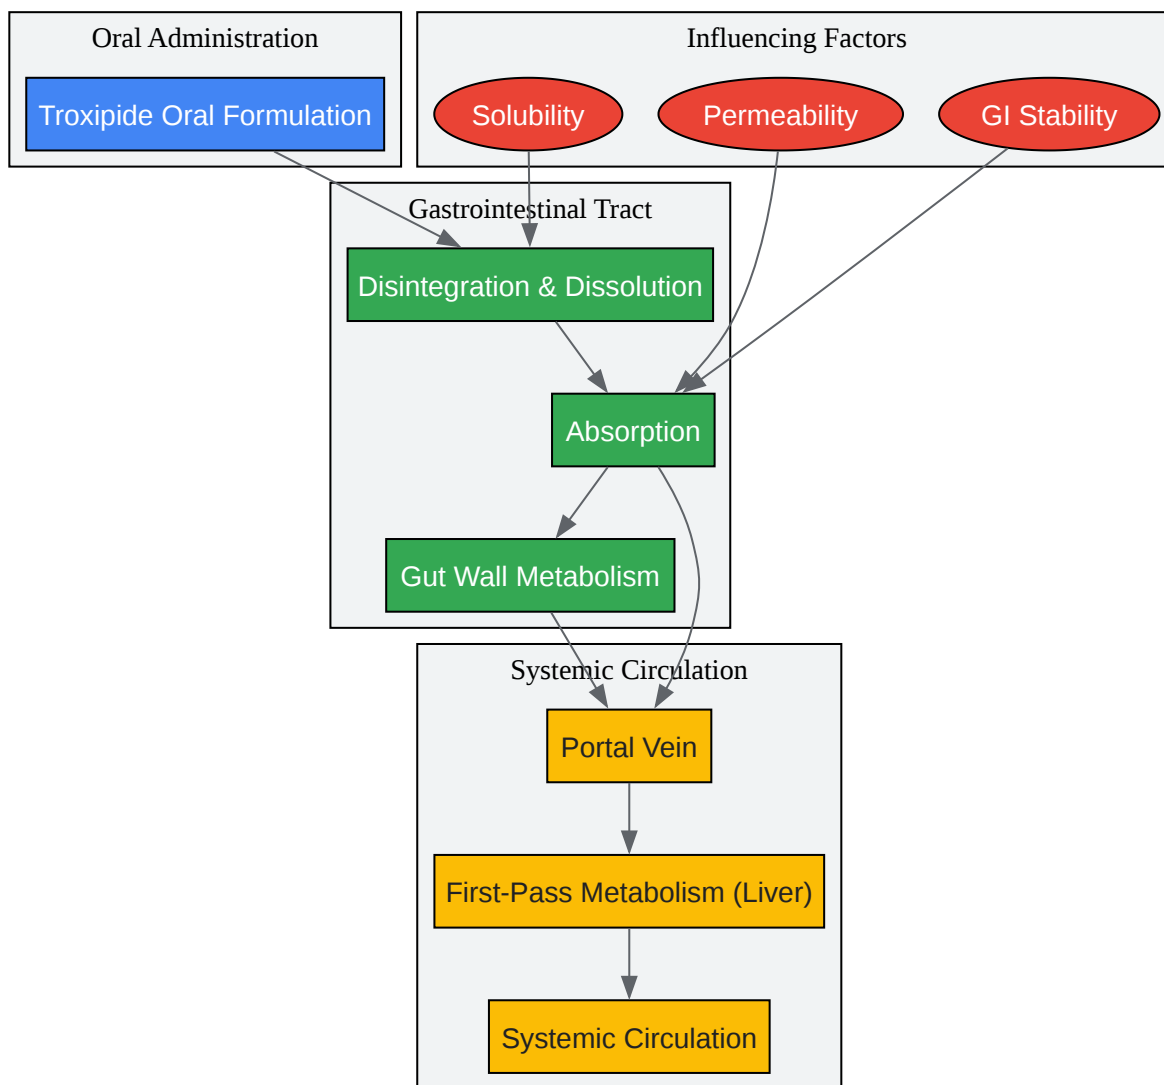 Oral Administration
Influencing Factors
Troxipide Oral Formulation
Solubility
Permeability
GI Stability
Gastrointestinal Tract
Disintegration & Dissolution
Absorption
Gut Wall Metabolism
Systemic Circulation
Portal Vein
First-Pass Metabolism (Liver)
Systemic Circulation